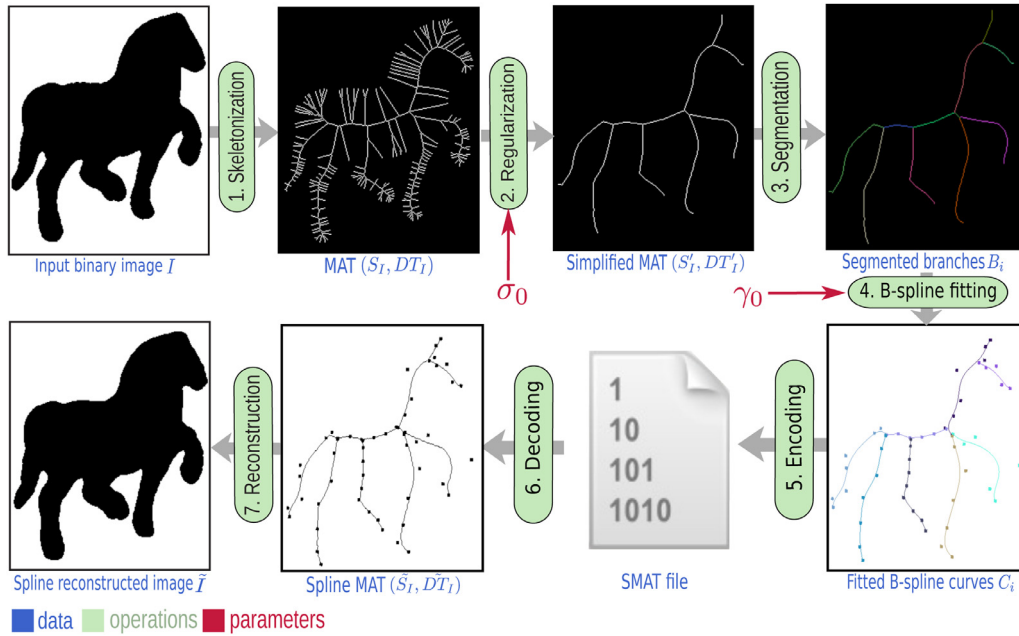 1. Skeletonization
2. Regularization
3. Segmentation
Input binary image I
MAT (S_I, DT_I)
Simplified MAT (S'_I, DT'_I)
Segmented branches B_i
σ₀
γ₀
4. B-spline fitting
1
10
101
1010
7. Reconstruction
6. Decoding
5. Encoding
Spline reconstructed image Ĩ
Spline MAT (S̃_I, D̃T_I)
SMAT file
Fitted B-spline curves C_i
data
operations
parameters